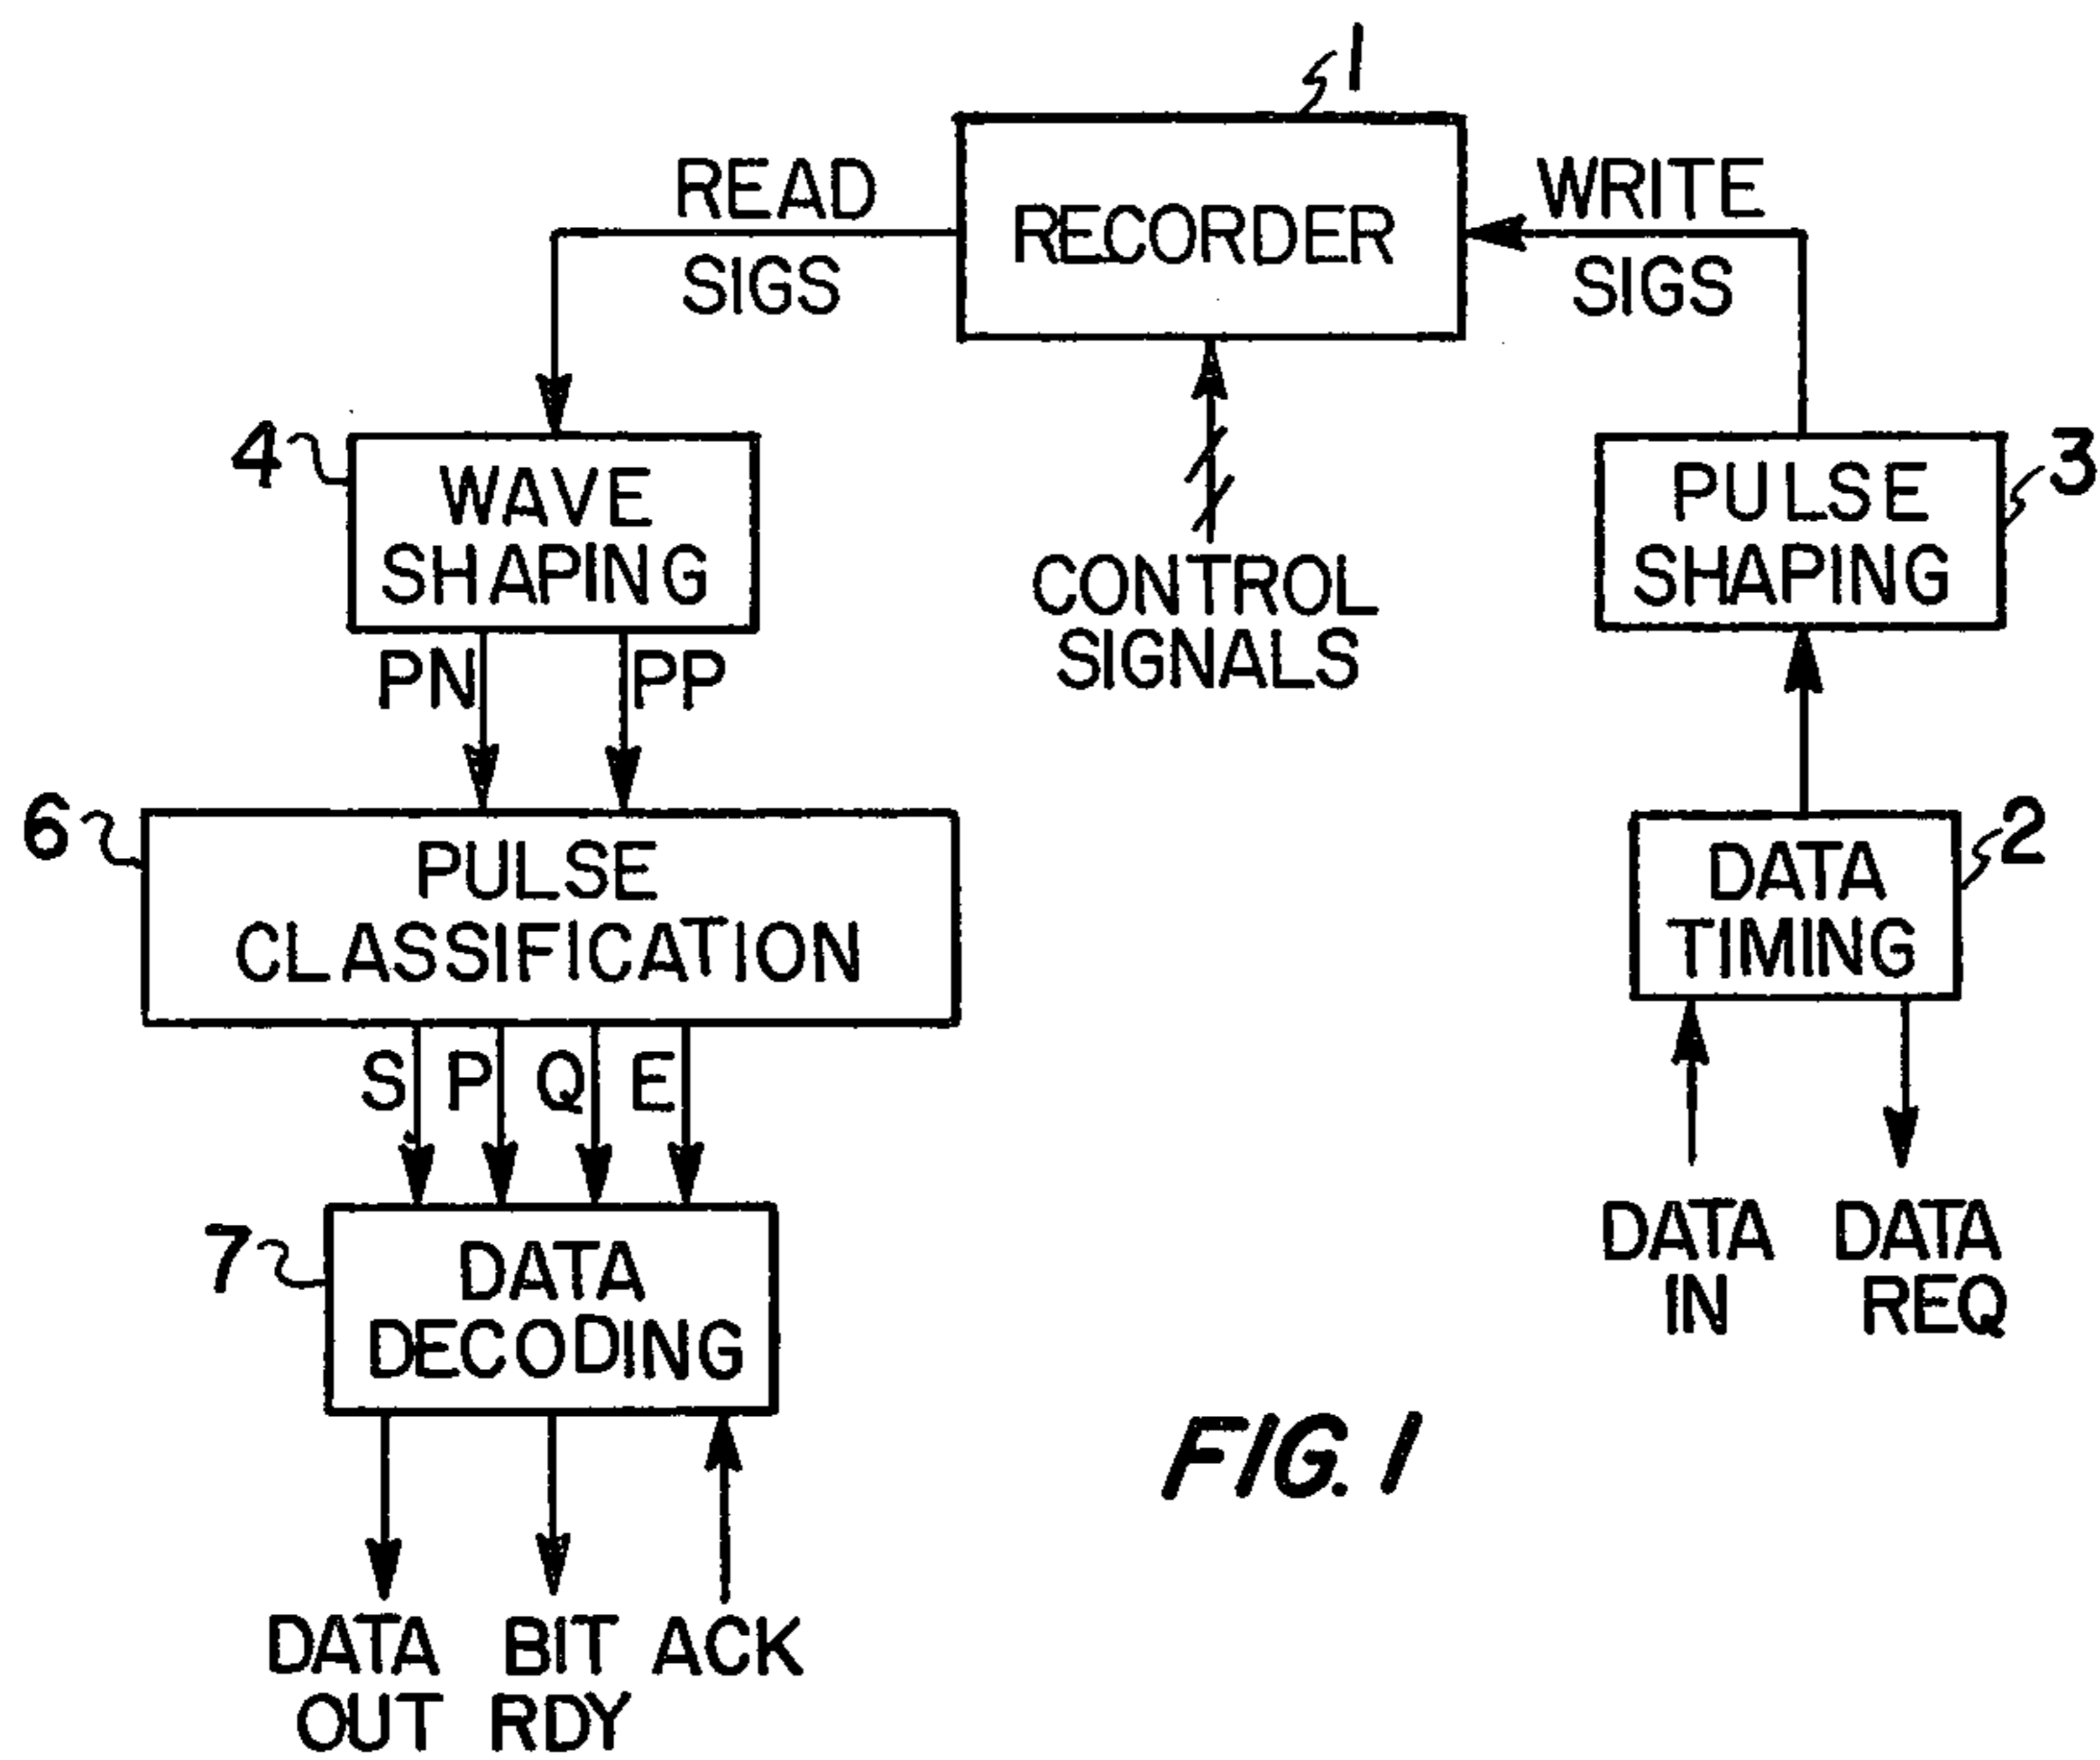 1
READ
SIGS
RECORDER
WRITE
SIGS
4
WAVE
SHAPING
CONTROL
SIGNALS
PULSE
SHAPING
3
PN
PP
6
PULSE
CLASSIFICATION
DATA
TIMING
2
S P Q E
7
DATA
DECODING
DATA
IN
DATA
REQ
DATA
OUT
BIT
RDY
ACK
FIG. 1